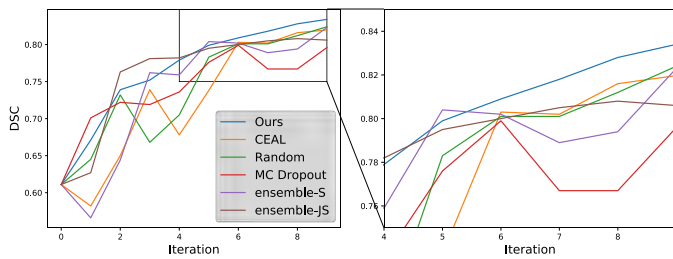 0.80
0.75
0.70
0.65
0.60
DSC
0 2 4 6 8
Iteration
Ours
CEAL
Random
MC Dropout
ensemble-S
ensemble-JS
0.84
0.82
0.80
0.78
0.76
4 5 6 7 8
Iteration